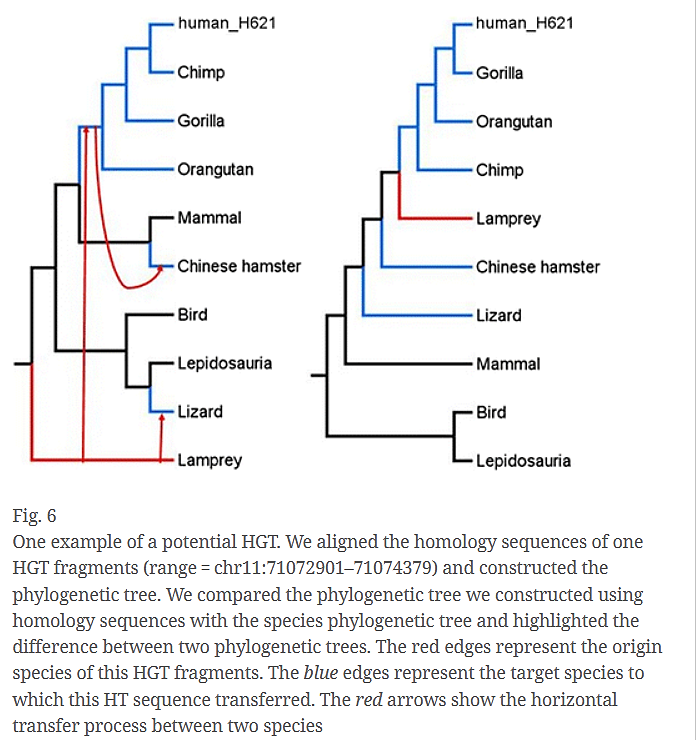 human_H621
Chimp
Gorilla
Orangutan
Mammal
Chinese hamster
Bird
Lepidosauria
Lizard
Lamprey
human_H621
Gorilla
Orangutan
Chimp
Lamprey
Chinese hamster
Lizard
Mammal
Bird
Lepidosauria
Fig. 6
One example of a potential HGT. We aligned the homology sequences of one
HGT fragments (range = chr11:71072901–71074379) and constructed the
phylogenetic tree. We compared the phylogenetic tree we constructed using
homology sequences with the species phylogenetic tree and highlighted the
difference between two phylogenetic trees. The red edges represent the origin
species of this HGT fragments. The blue edges represent the target species to
which this HT sequence transferred. The red arrows show the horizontal
transfer process between two species